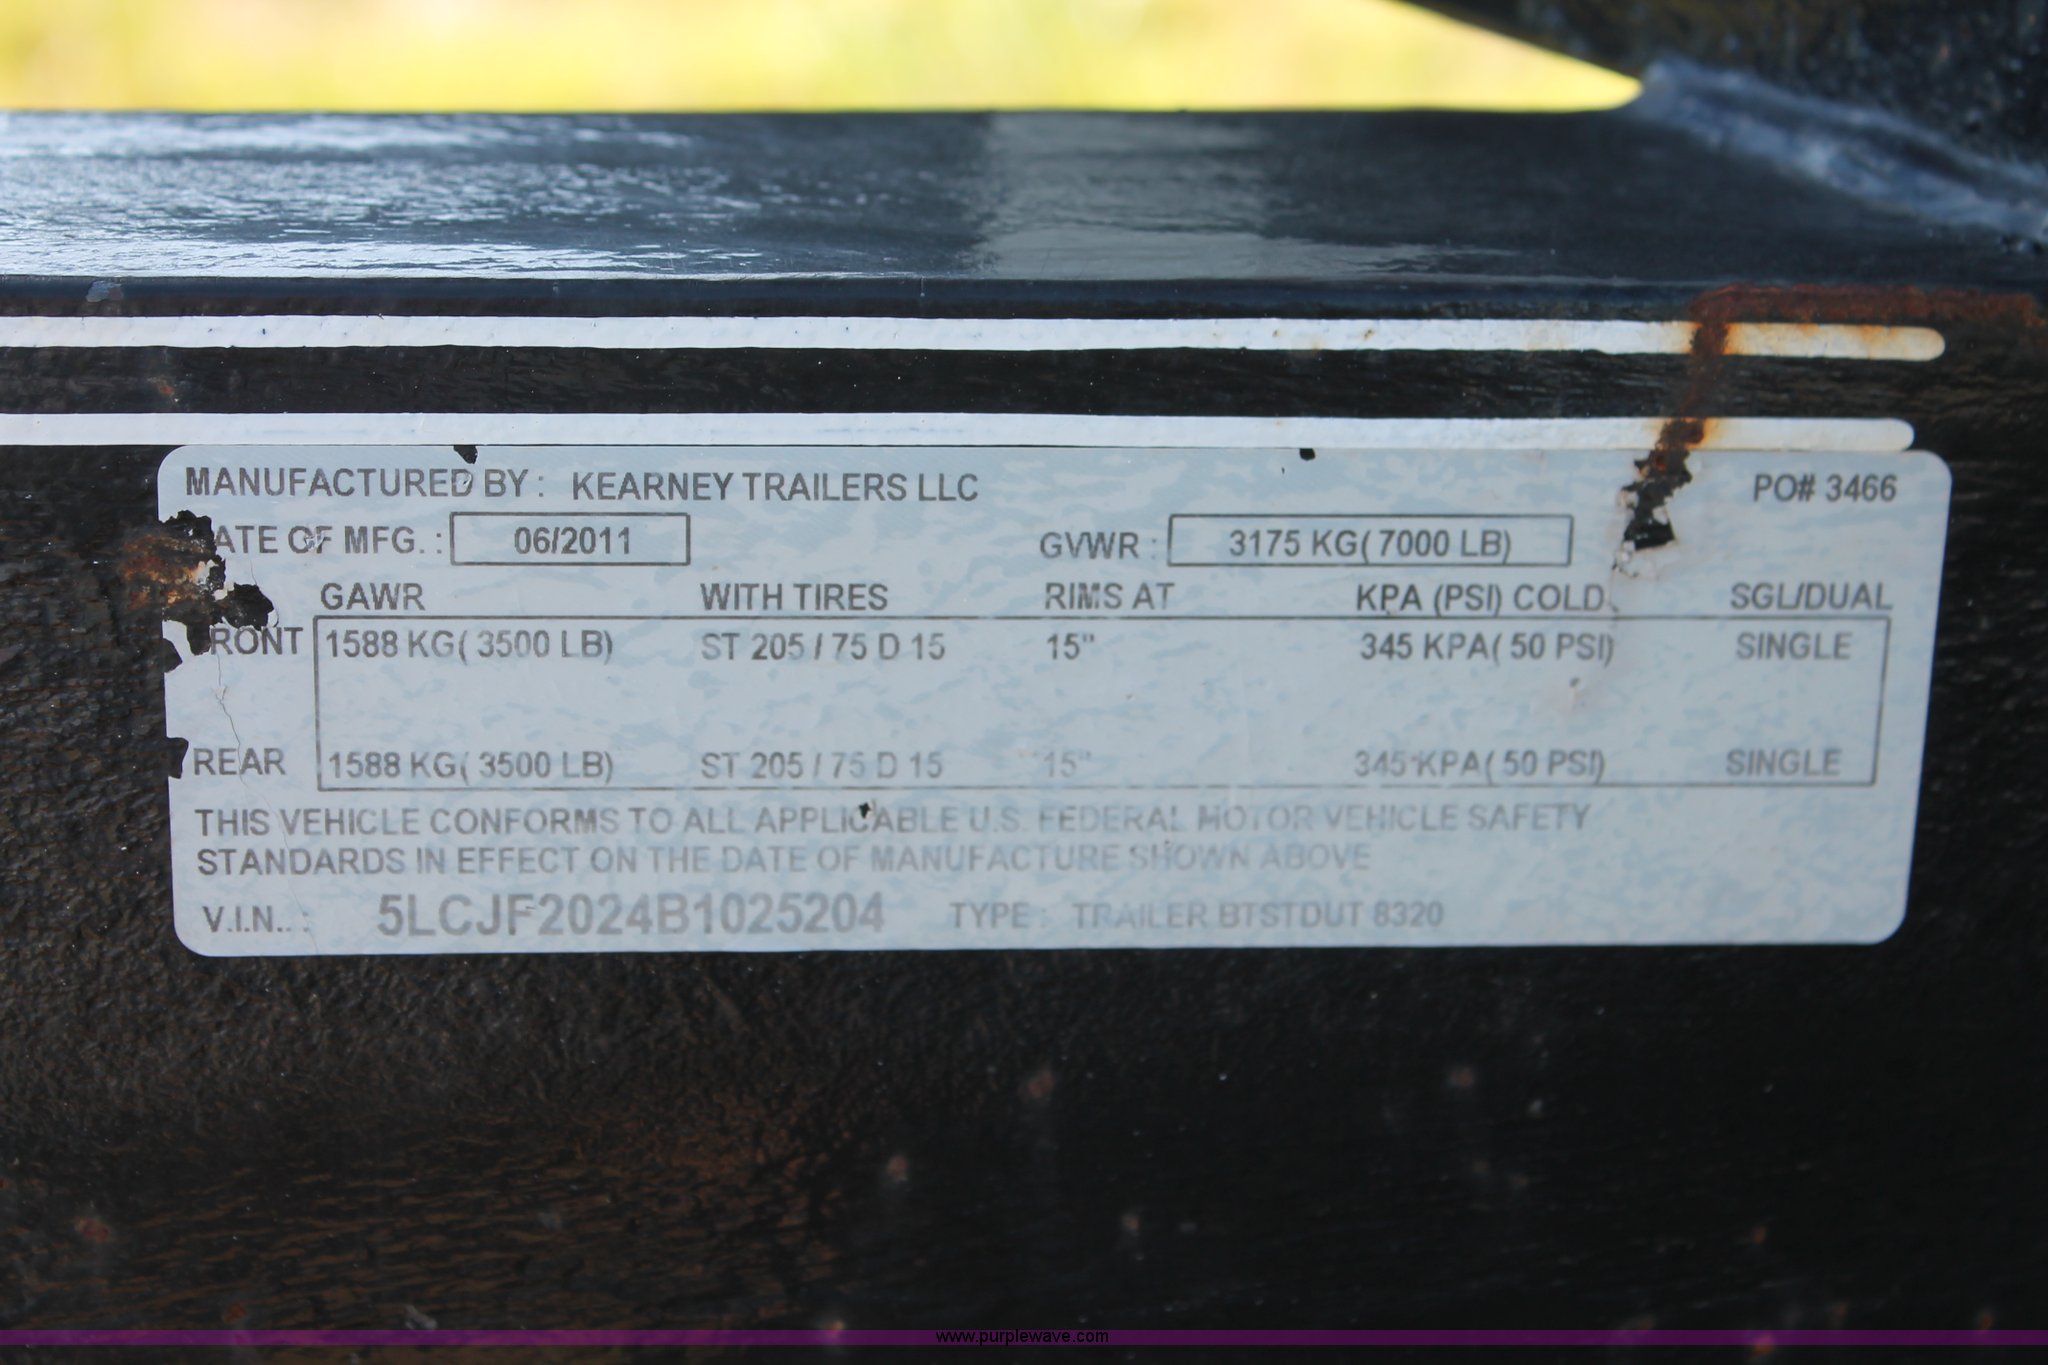 MANUFACTURED BY : KEARNEY TRAILERS LLC PO# 3466
ATE OF MFG. : 06/2011 GVWR : 3175 KG( 7000 LB)
GAWR WITH TIRES RIMS AT KPA (PSI) COLD SGL/DUAL
RONT 1588 KG( 3500 LB) ST 205 / 75 D 15 15" 345 KPA( 50 PSI) SINGLE
REAR 1588 KG( 3500 LB) ST 205 / 75 D 15 15" 345 KPA( 50 PSI) SINGLE
THIS VEHICLE CONFORMS TO ALL APPLICABLE U.S. FEDERAL MOTOR VEHICLE SAFETY
STANDARDS IN EFFECT ON THE DATE OF MANUFACTURE SHOWN ABOVE
V.I.N.. : 5LCJF2024B1025204 TYPE : TRAILER BTSTDUT 8320
www.purplewave.com